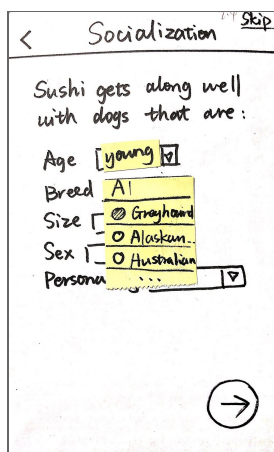 Skip
< Socialization
Sushi gets along well
with dogs that are:
Age young
Breed Al
Greyhound
Size
Alaskan..
Sex
Australian
Persona
...